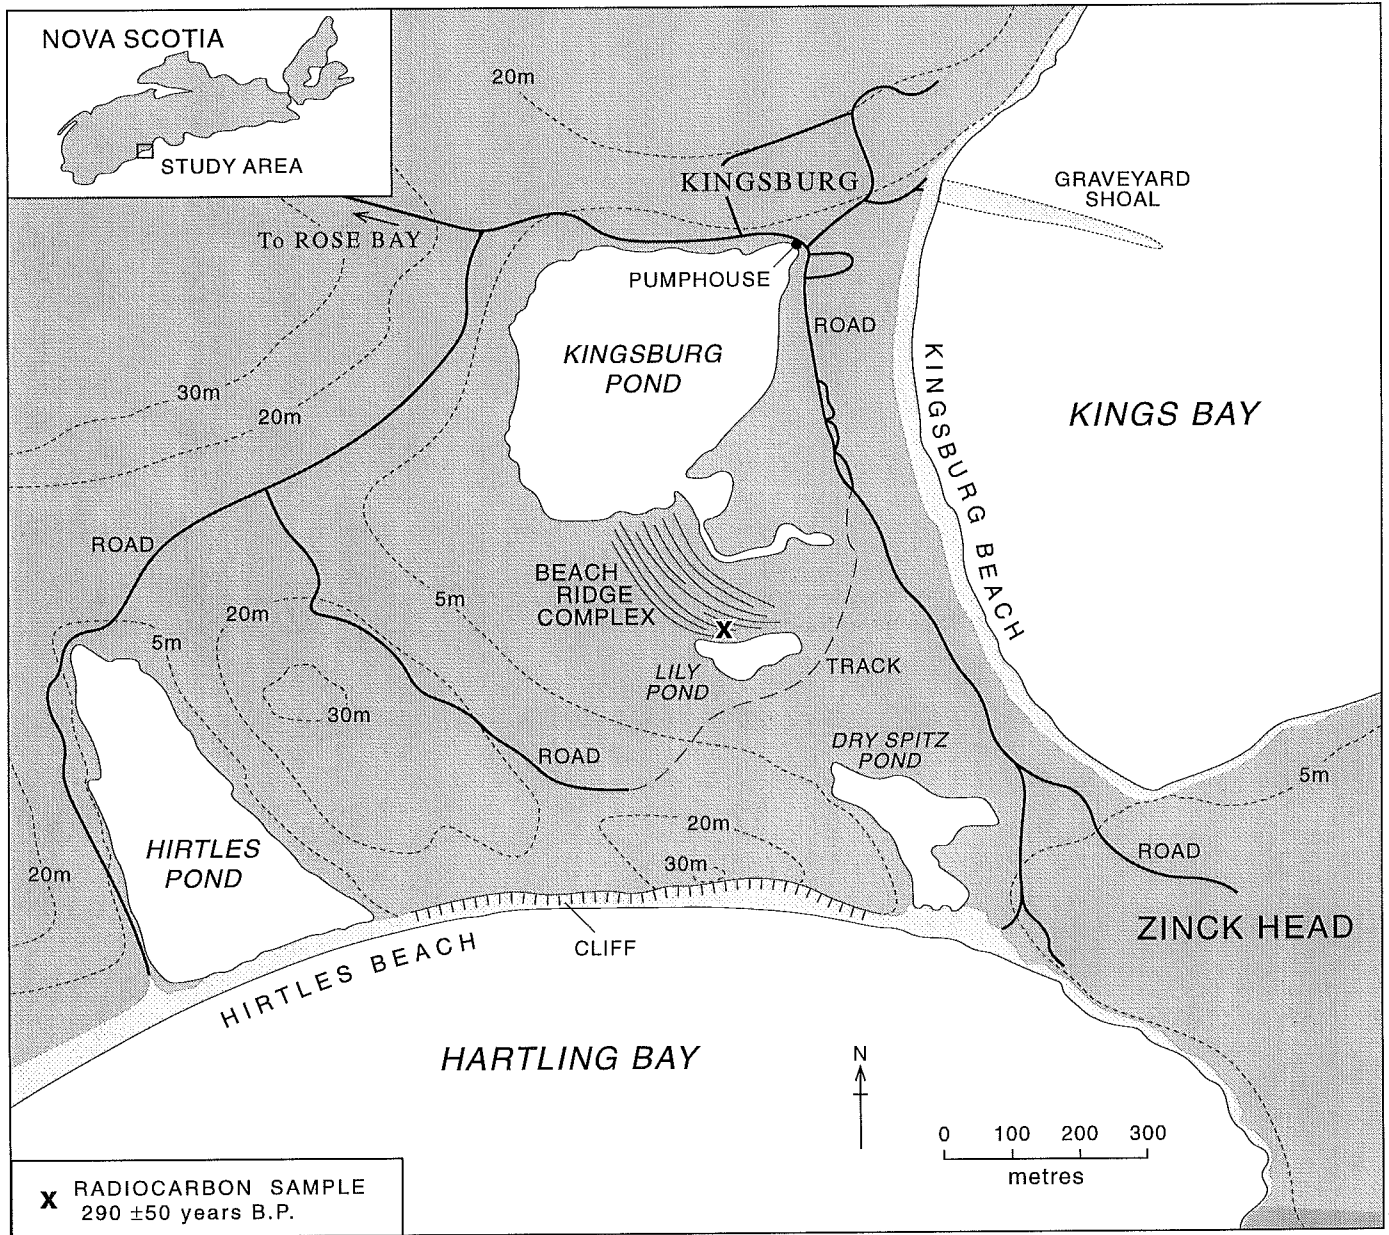 NOVA SCOTIA
STUDY AREA
20m
KINGSBURG
GRAVEYARD
SHOAL
To ROSE BAY
PUMPHOUSE
ROAD
KINGSBURG
POND
KINGSBURG BEACH
KINGS BAY
30m
20m
ROAD
BEACH
RIDGE
COMPLEX
5m
20m
5m
X
LILY
POND
TRACK
30m
ROAD
DRY SPITZ
POND
5m
20m
30m
ROAD
HIRTLES
POND
20m
ZINCK HEAD
CLIFF
HIRTLES BEACH
HARTLING BAY
N
0 100 200 300
metres
X RADIOCARBON SAMPLE
290 ±50 years B.P.